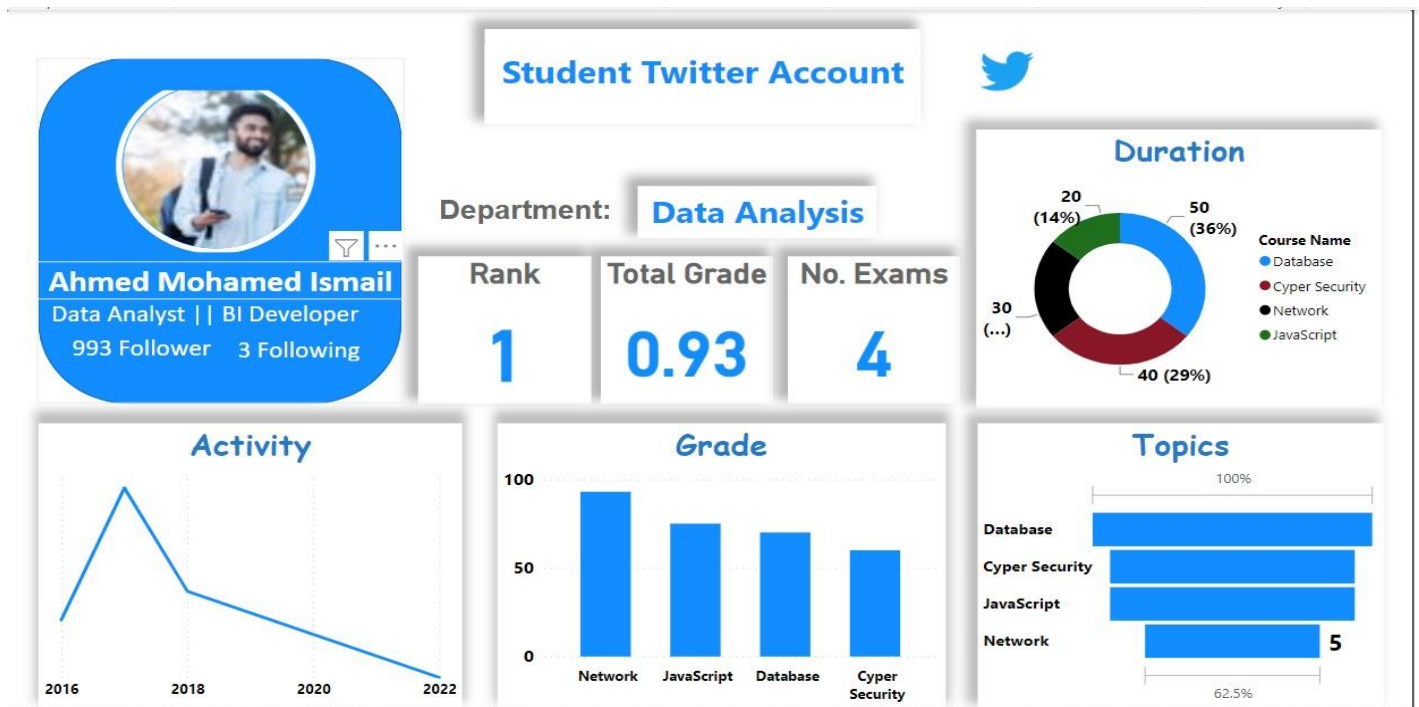 Student Twitter Account
Ahmed Mohamed Ismail
Data Analyst || BI Developer
993 Follower 3 Following
Department: Data Analysis
Rank
1
Total Grade
0.93
No. Exams
4
Duration
20
(14%)
50
(36%)
30
(...)
40 (29%)
Course Name
Database
Cyper Security
Network
JavaScript
Activity
2016 2018 2020 2022
Grade
100
50
0
Network JavaScript Database Cyper
Security
Topics
100%
Database
Cyper Security
JavaScript
Network 5
62.5%